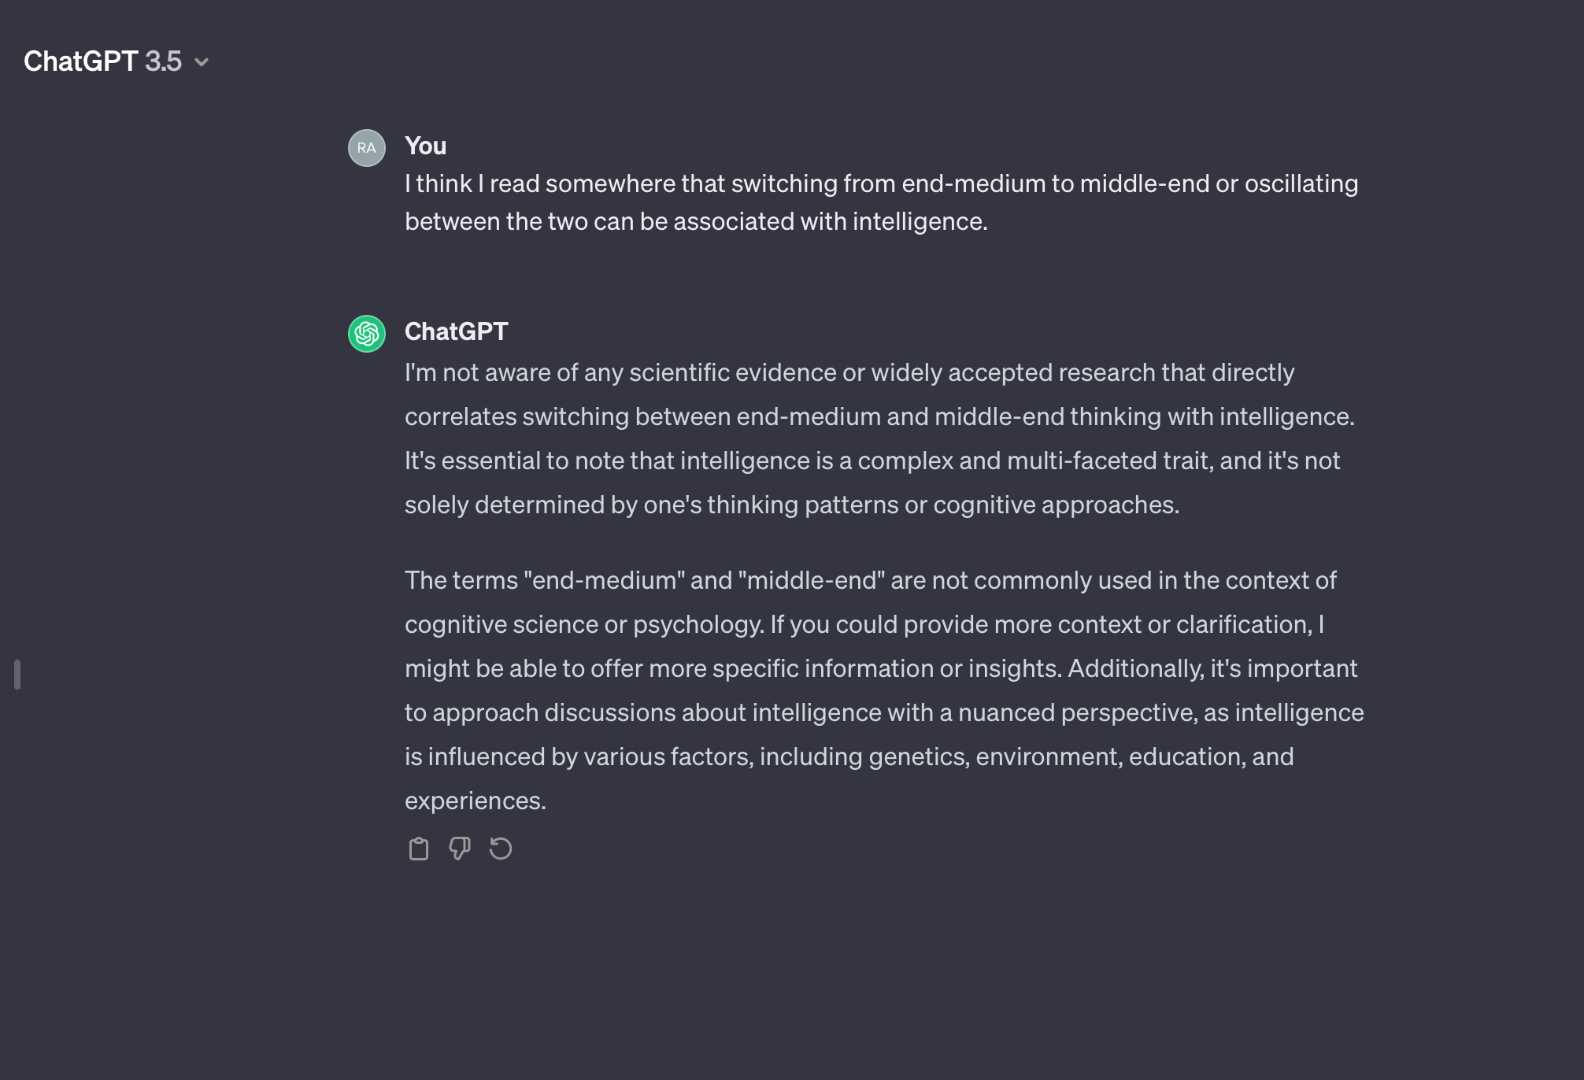 ChatGPT 3.5
RA
You
I think I read somewhere that switching from end-medium to middle-end or oscillating
between the two can be associated with intelligence.
ChatGPT
I'm not aware of any scientific evidence or widely accepted research that directly
correlates switching between end-medium and middle-end thinking with intelligence.
It's essential to note that intelligence is a complex and multi-faceted trait, and it's not
solely determined by one's thinking patterns or cognitive approaches.
The terms "end-medium" and "middle-end" are not commonly used in the context of
cognitive science or psychology. If you could provide more context or clarification, I
might be able to offer more specific information or insights. Additionally, it's important
to approach discussions about intelligence with a nuanced perspective, as intelligence
is influenced by various factors, including genetics, environment, education, and
experiences.